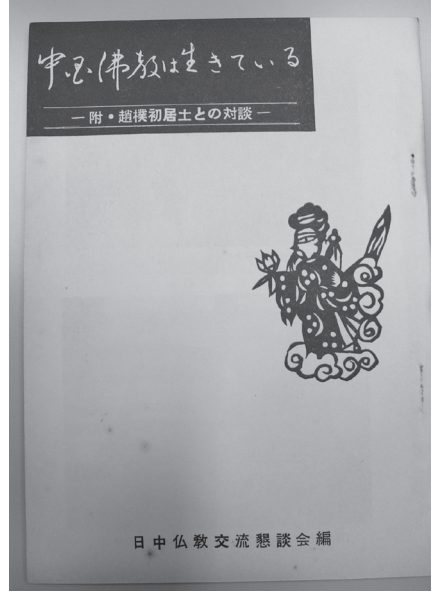 中国佛教は生きている
—附・趙樸初居士との対談—
日中仏教交流懇談会編